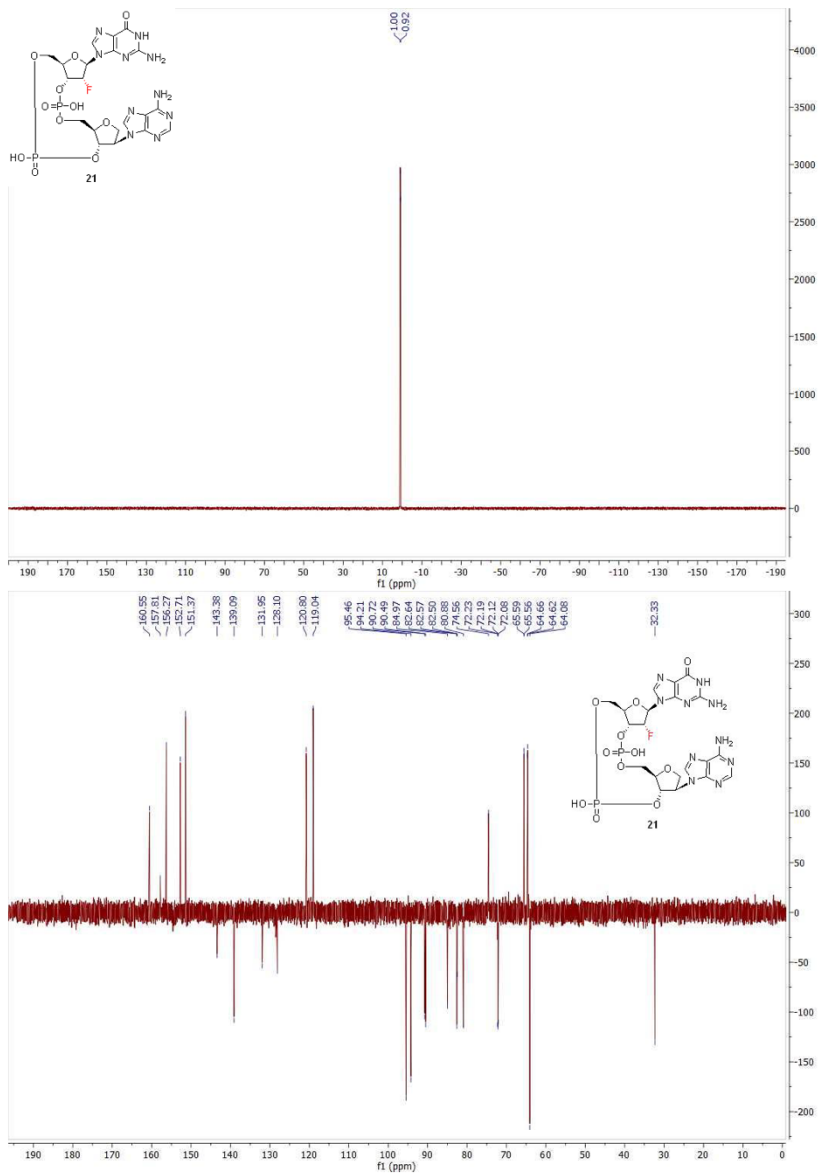 O
N
NH
O
O
N
N
NH2
O
F
NH2
O=P-OH
O
O
N
N
N
N
HO-P
O
O
21
1.00
0.92
4000
3500
3000
2500
2000
1500
1000
500
0
190 170 150 130 110 90 70 50 30 10 -10 -30 -50 -70 -90 -110 -130 -150 -170 -190
f1 (ppm)
160.55
157.81
156.27
152.71
151.37
143.38
139.09
131.95
128.10
120.80
119.04
95.46
94.21
90.72
90.49
84.97
82.64
82.57
82.50
80.88
74.56
72.23
72.19
72.12
72.08
65.59
65.56
64.66
64.62
64.08
32.33
300
250
200
150
100
50
0
-50
-100
-150
-200
O
N
NH
O
O
N
N
NH2
O
F
NH2
O=P-OH
O
O
N
N
N
N
HO-P
O
O
21
190 180 170 160 150 140 130 120 110 100 90 80 70 60 50 40 30 20 10 0
f1 (ppm)